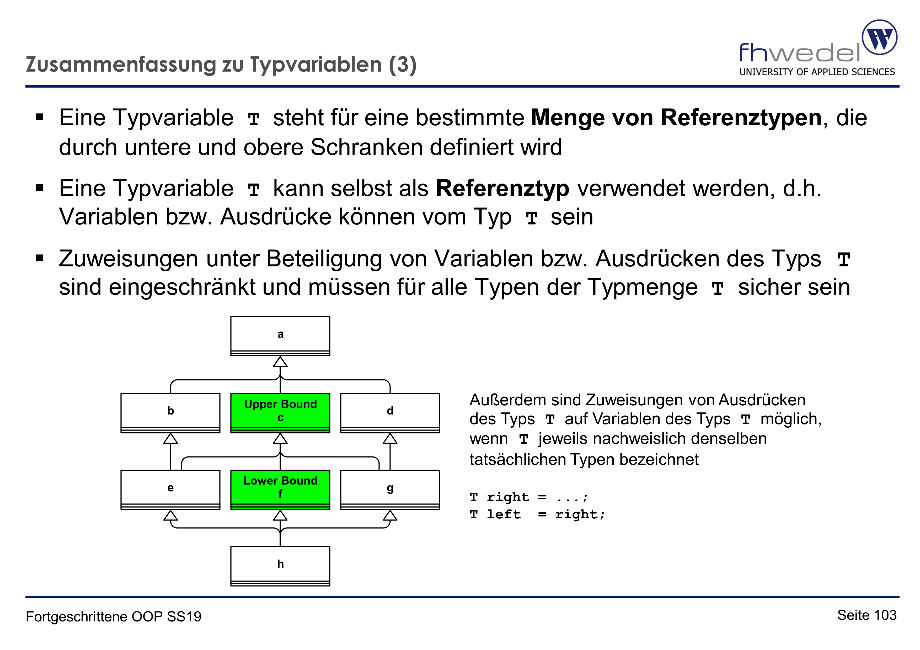 Zusammenfassung zu Typvariablen (3)
fhwedel
W
UNIVERSITY OF APPLIED SCIENCES
▪ Eine Typvariable T steht für eine bestimmte Menge von Referenztypen, die
durch untere und obere Schranken definiert wird
▪ Eine Typvariable T kann selbst als Referenztyp verwendet werden, d.h.
Variablen bzw. Ausdrücke können vom Typ T sein
▪ Zuweisungen unter Beteiligung von Variablen bzw. Ausdrücken des Typs T
sind eingeschränkt und müssen für alle Typen der Typmenge T sicher sein
a
b
Upper Bound
c
d
e
Lower Bound
f
g
h
Außerdem sind Zuweisungen von Ausdrücken
des Typs T auf Variablen des Typs T möglich,
wenn T jeweils nachweislich denselben
tatsächlichen Typen bezeichnet
T right = ...;
T left  = right;
Fortgeschrittene OOP SS19
Seite 103